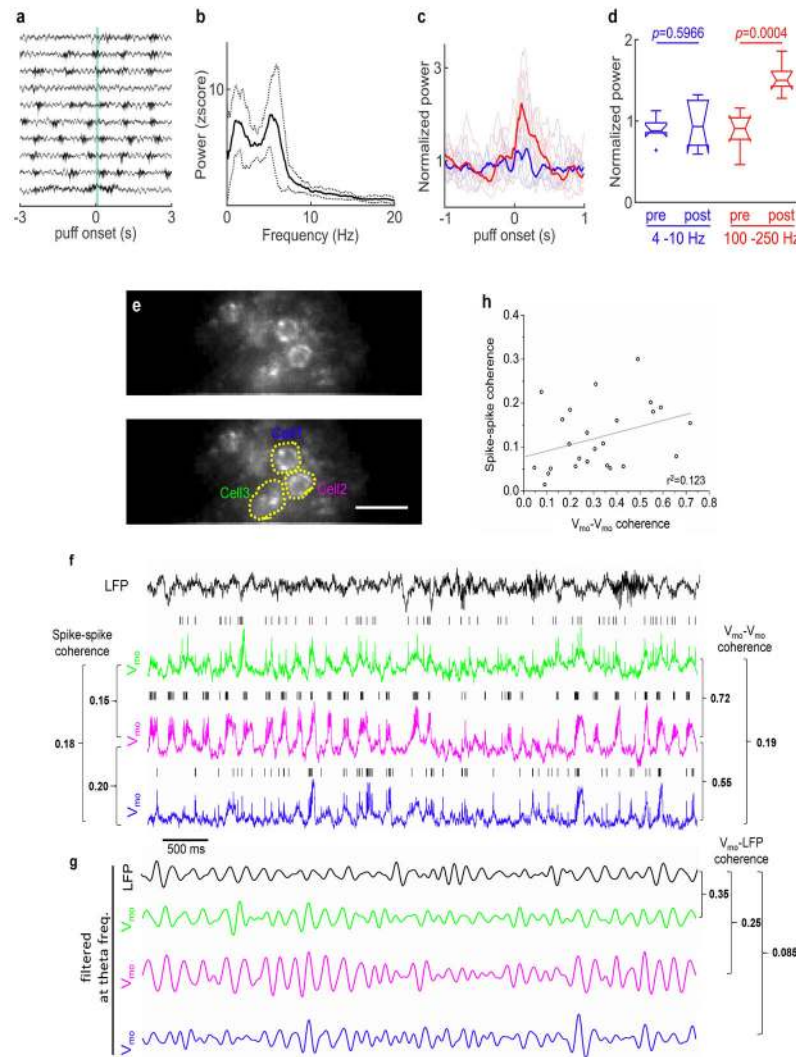 a
-3
0
3
puff onset (s)
b
Power (zscore)
10
0
10
20
Frequency (Hz)
c
Normalized power
3
1
-1
0
1
puff onset (s)
d
p=0.5966
p=0.0004
Normalized power
2
1
0
pre post
pre post
4 -10 Hz
100 -250 Hz
e
Cell1
Cell3
Cell2
h
Spike-spike coherence
0.4
0.3
0.2
0.1
0.0
0.0 0.1 0.2 0.3 0.4 0.5 0.6 0.7 0.8
r²=0.123
Vmo-Vmo coherence
f
LFP
Spike-spike
coherence
Vmo-Vmo
coherence
Vmo
Vmo
Vmo
0.18
0.15
0.20
0.72
0.55
0.19
500 ms
g
filtered
at theta freq.
LFP
Vmo
Vmo
Vmo
Vmo-LFP
coherence
0.35
0.25
0.085